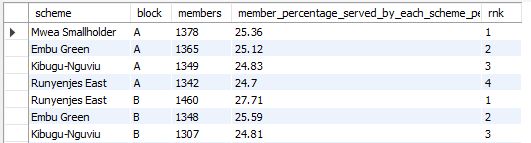 scheme block members member_percentage_served_by_each_scheme_pe rnk
Mwea Smallholder A 1378 25.36 1
Embu Green A 1365 25.12 2
Kibugu-Nguviu A 1349 24.83 3
Runyenjes East A 1342 24.7 4
Runyenjes East B 1460 27.71 1
Embu Green B 1348 25.59 2
Kibugu-Nguviu B 1307 24.81 3